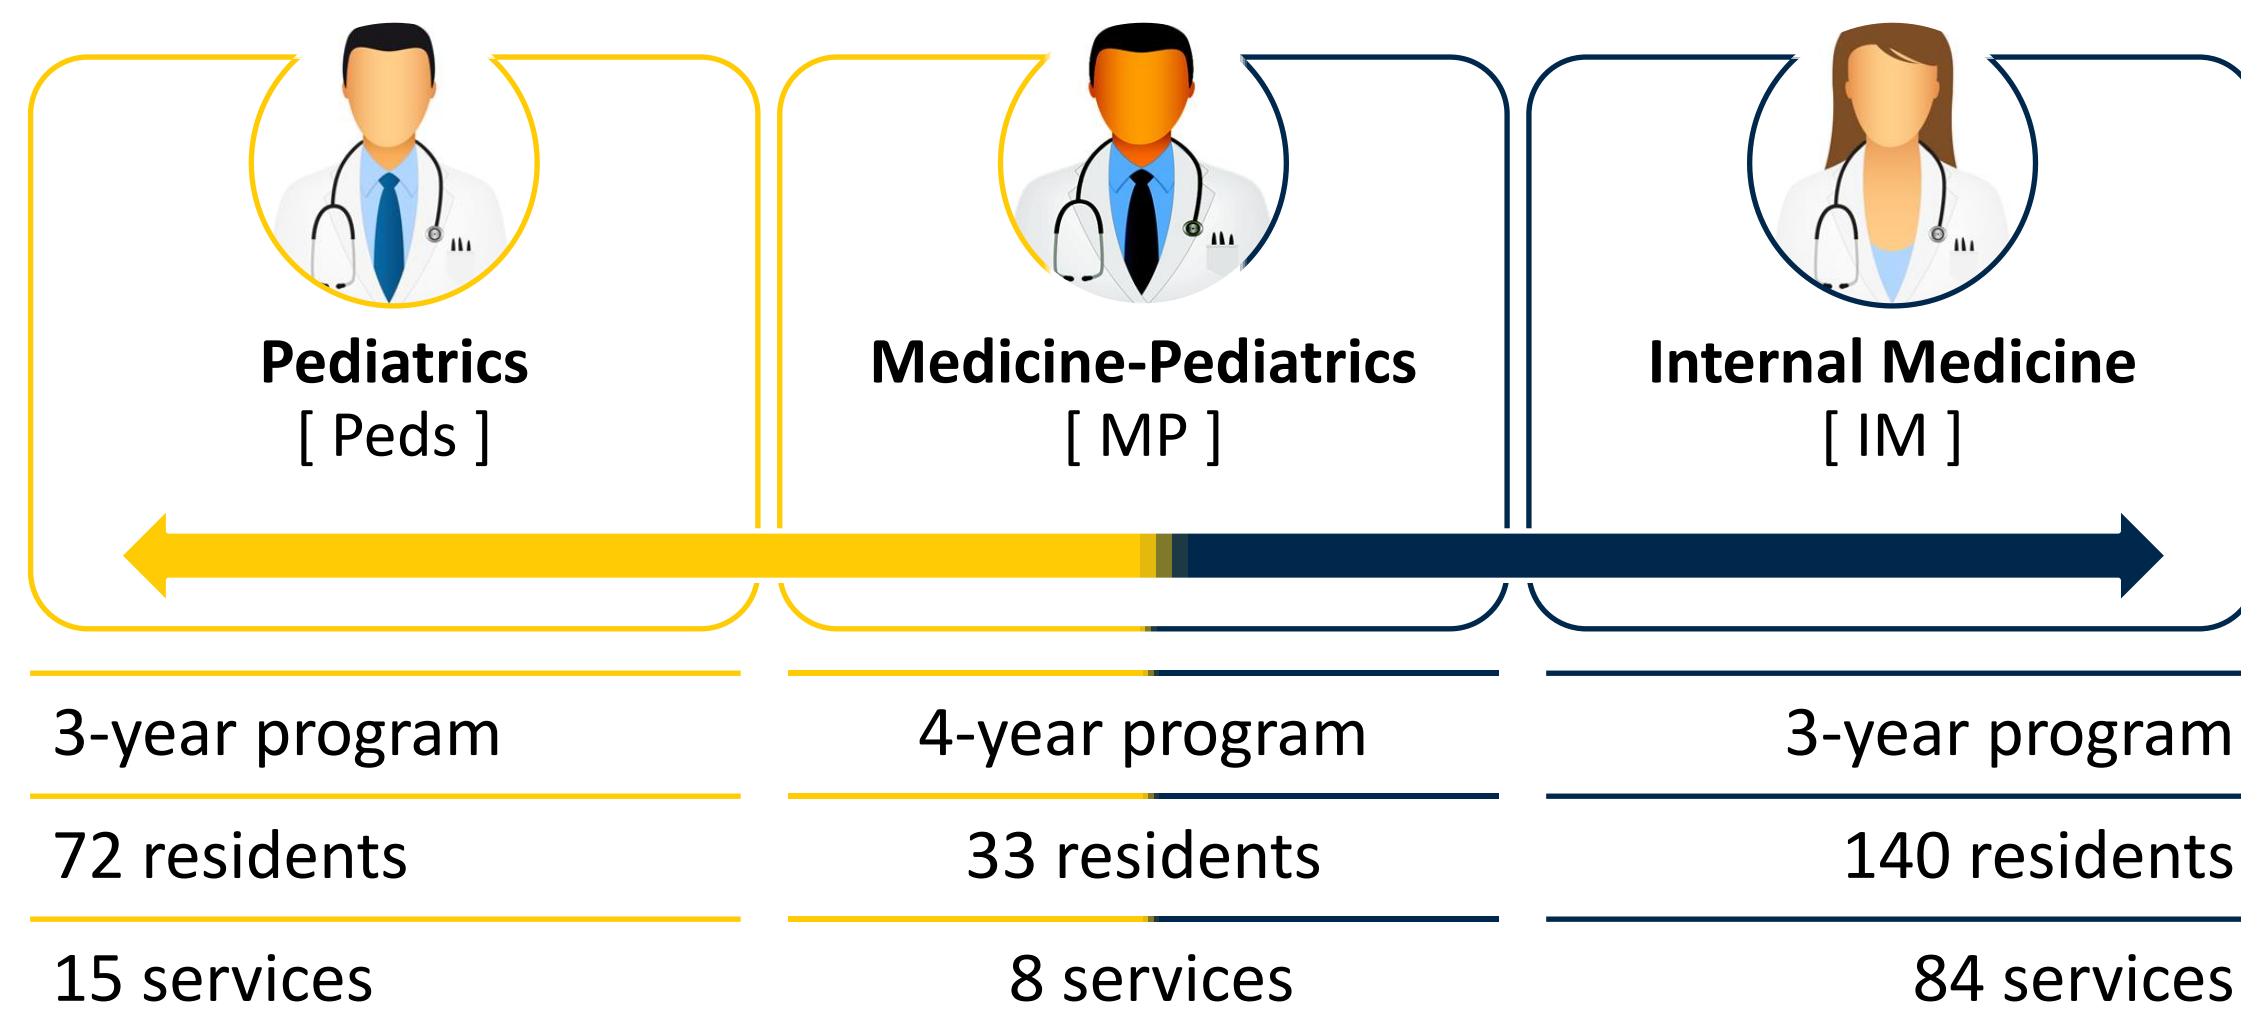 Pediatrics
[ Peds ]
Medicine-Pediatrics
[ MP ]
Internal Medicine
[ IM ]
3-year program
4-year program
3-year program
72 residents
33 residents
140 residents
15 services
8 services
84 services